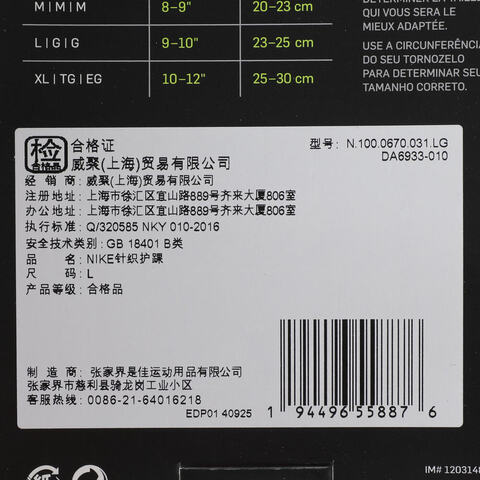 M|M|M 8-9" 20-23 cm
L|G|G 9-10" 23-25 cm
XL|TG|EG 10-12" 25-30 cm
QUI VOUS SERA LE
MIEUX ADAPTÉE.
USE A CIRCUNFERÊNCIA
DO SEU TORNOZELO
PARA DETERMINAR SEU
TAMANHO CORRETO.
检
合格品
合格证
威聚(上海)贸易有限公司
型号: N.100.0670.031.LG
DA6933-010
经 销 商: 威聚(上海)贸易有限公司
注册地址: 上海市徐汇区宜山路889号齐来大厦806室
办公地址: 上海市徐汇区宜山路889号齐来大厦806室
执行标准: Q/320585 NKY 010-2016
安全技术类别: GB 18401 B类
品 名: NIKE针织护踝
尺 码: L
产品等级: 合格品
制 造 商: 张家界是佳运动用品有限公司
张家界市慈利县骑龙岗工业小区
客服热线: 0086-21-64016218
EDP01 40925
1 94496 55887 6
IM# 1203148